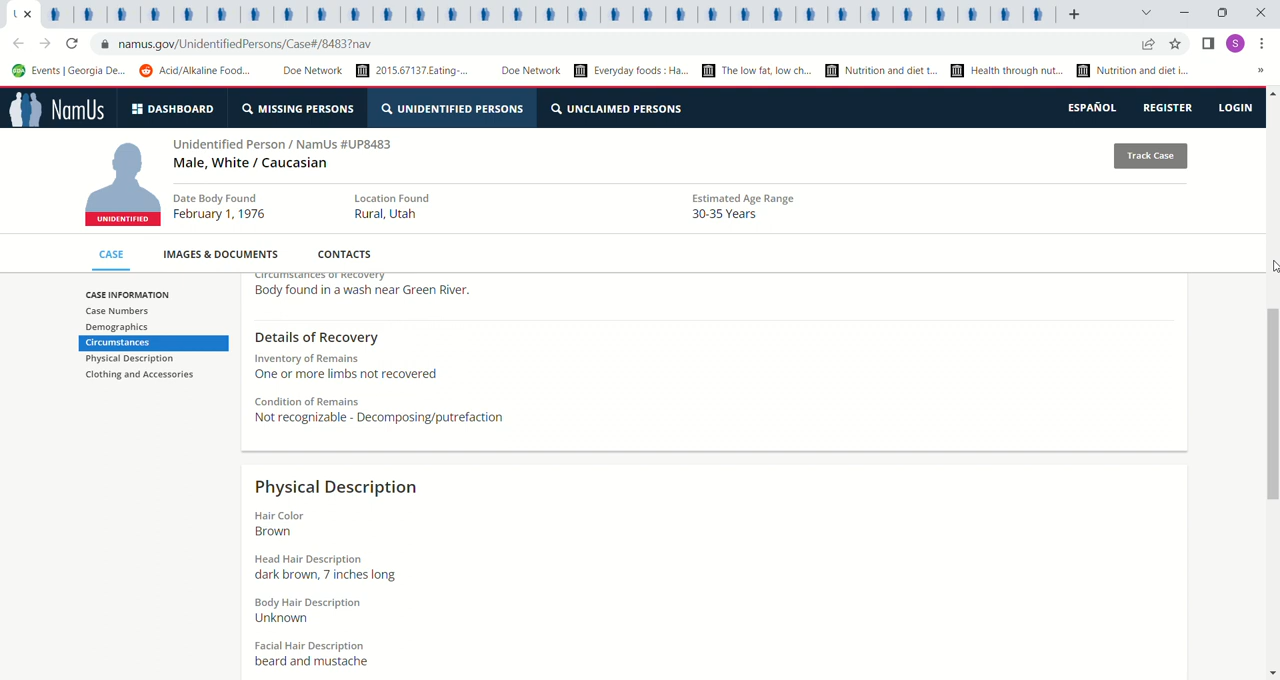 namus.gov/UnidentifiedPersons/Case#/8483?nav
S
Events | Georgia De...
Acid/Alkaline Food...
Doe Network
2015.67137.Eating-...
Doe Network
Everyday foods : Ha...
The low fat, low ch...
Nutrition and diet t...
Health through nut...
Nutrition and diet i...
»
NamUs
DASHBOARD
MISSING PERSONS
UNIDENTIFIED PERSONS
UNCLAIMED PERSONS
ESPAÑOL
REGISTER
LOGIN
UNIDENTIFIED
Unidentified Person / NamUs #UP8483
Male, White / Caucasian
Track Case
Date Body Found
February 1, 1976
Location Found
Rural, Utah
Estimated Age Range
30-35 Years
CASE
IMAGES & DOCUMENTS
CONTACTS
CASE INFORMATION
Case Numbers
Demographics
Circumstances
Physical Description
Clothing and Accessories
Circumstances of Recovery
Body found in a wash near Green River.
Details of Recovery
Inventory of Remains
One or more limbs not recovered
Condition of Remains
Not recognizable - Decomposing/putrefaction
Physical Description
Hair Color
Brown
Head Hair Description
dark brown, 7 inches long
Body Hair Description
Unknown
Facial Hair Description
beard and mustache